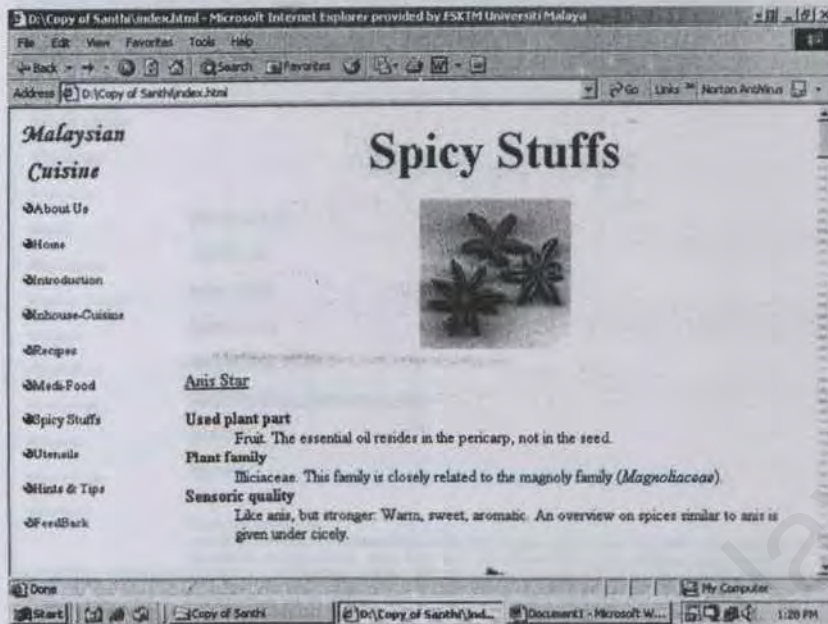 D:\Copy of Santhi\index.html - Microsoft Internet Explorer provided by FSKTM Universiti Malaya
File Edit View Favorites Tools Help
Back Search Favorites
Address D:\Copy of Santhi\index.html Go Links Norton AntiVirus
Malaysian
Cuisine
About Us
Home
Introduction
Inhouse-Cuisine
Recipes
Medi-Food
Spicy Stuffs
Utensils
Hints & Tips
FeedBack
Spicy Stuffs
Anis Star
Used plant part
Fruit. The essential oil resides in the pericarp, not in the seed.
Plant family
Illiciaceae. This family is closely related to the magnoly family (Magnoliaceae).
Sensoric quality
Like anis, but stronger: Warm, sweet, aromatic. An overview on spices similar to anis is
given under cicely.
Done My Computer
Start Copy of Santhi D:\Copy of Santhi\ind... Document1 - Microsoft W... 1:20 PM